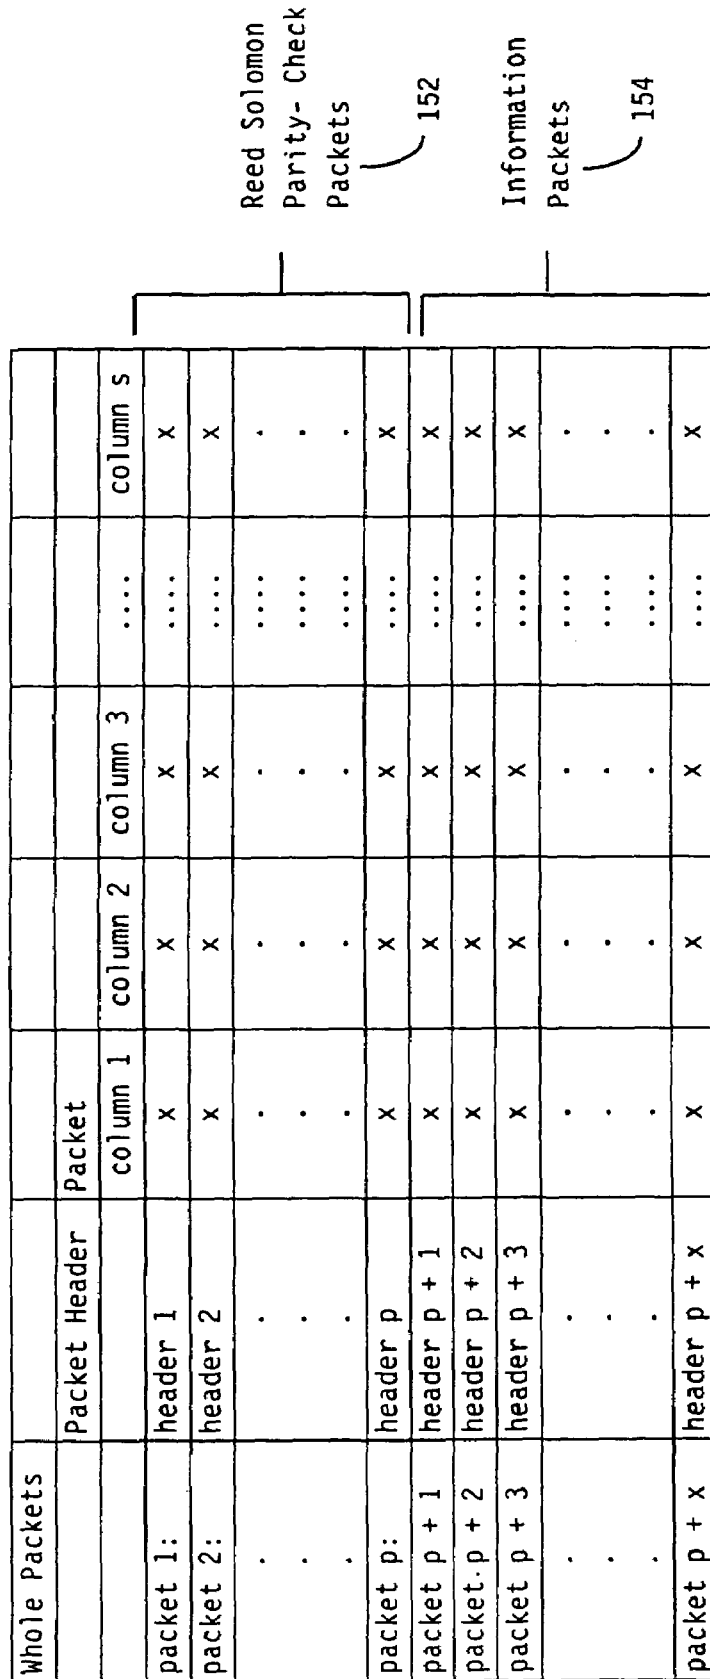 Whole Packets
Packet Header Packet
column 1 column 2 column 3 .... column s
packet 1: header 1 x x x .... x
packet 2: header 2 x x x .... x
. . . . . .... .
. . . . . .... .
. . . . . .... .
packet p: header p x x x .... x
packet p + 1 header p + 1 x x x .... x
packet p + 2 header p + 2 x x x .... x
packet p + 3 header p + 3 x x x .... x
. . . . . .... .
. . . . . .... .
. . . . . .... .
packet p + x header p + x x x x .... x
Reed Solomon
Parity- Check
Packets
152
Information
Packets
154